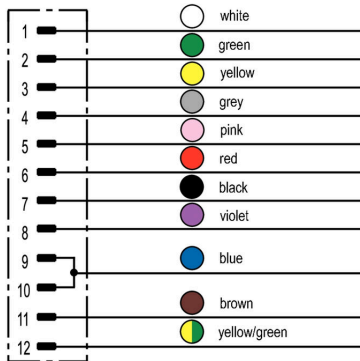 white
1
green
2
yellow
3
grey
4
pink
5
red
6
black
7
violet
8
9
blue
10
brown
11
yellow/green
12